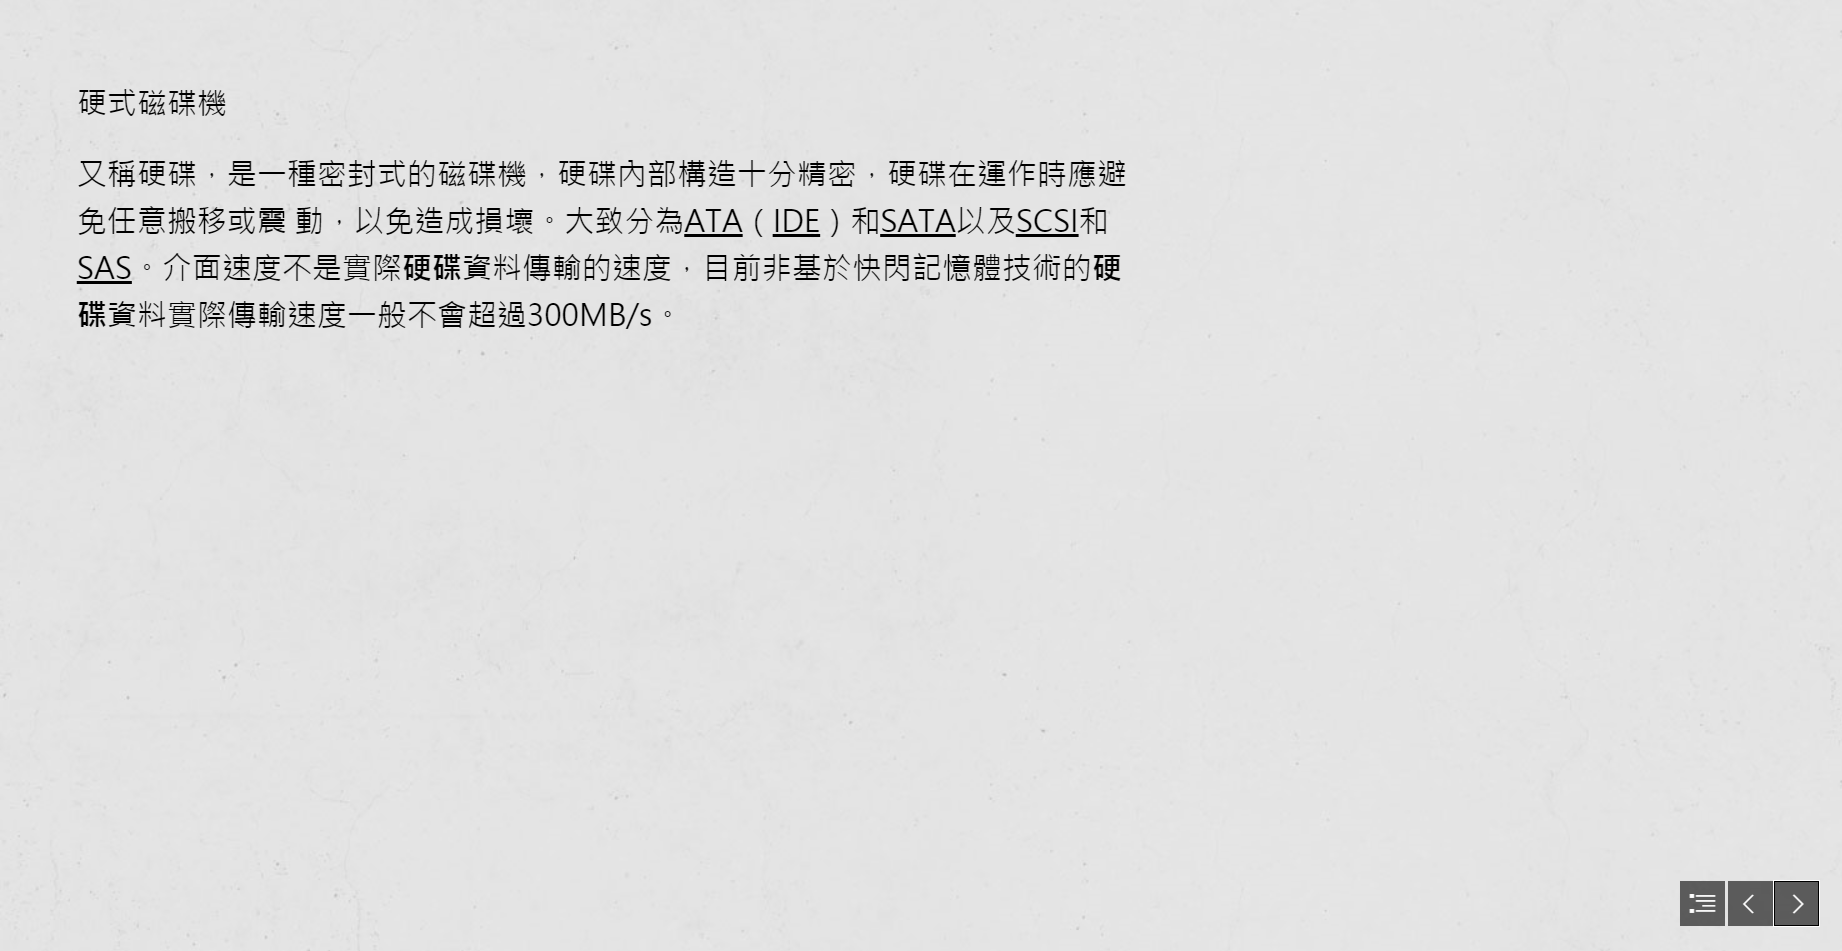 硬式磁碟機
又稱硬碟，是一種密封式的磁碟機，硬碟內部構造十分精密，硬碟在運作時應避
免任意搬移或震 動，以免造成損壞。大致分為ATA（IDE）和SATA以及SCSI和
SAS。介面速度不是實際硬碟資料傳輸的速度，目前非基於快閃記憶體技術的硬
碟資料實際傳輸速度一般不會超過300MB/s。